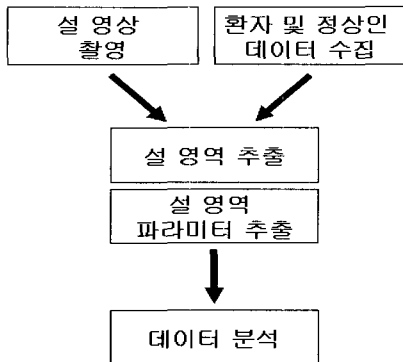 설 영상
촬영
환자 및 정상인
데이터 수집
설 영역 추출
설 영역
파라미터 추출
데이터 분석